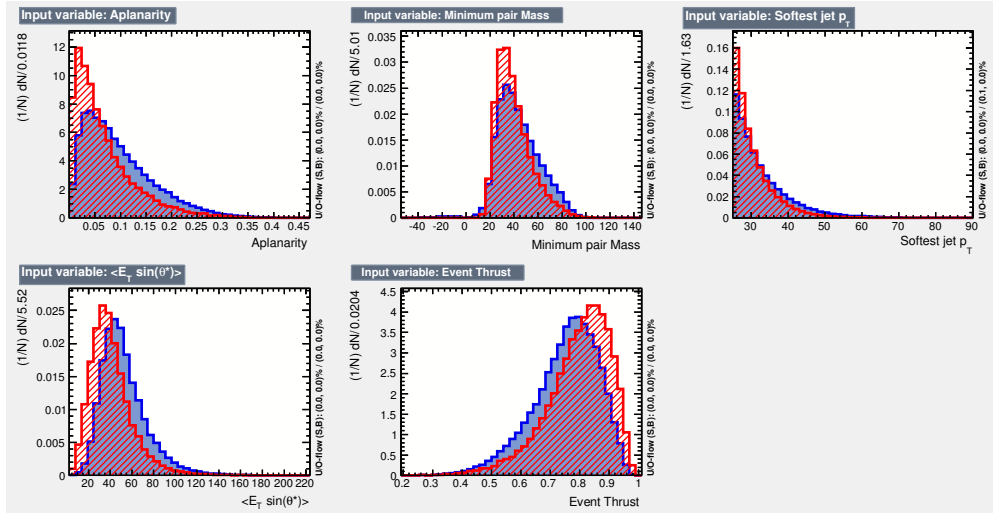 Input variable: Aplanarity
(1/N) dN/0.0118
12
10
8
6
4
2
0
0.05 0.1 0.15 0.2 0.25 0.3 0.35 0.4 0.45
Aplanarity
U/O-flow (S,B): (0.0, 0.0)% / (0.0, 0.0)%
Input variable: Minimum pair Mass
(1/N) dN/5.01
0.035
0.03
0.025
0.02
0.015
0.01
0.005
0
-40 -20 0 20 40 60 80 100 120 140
Minimum pair Mass
U/O-flow (S,B): (0.0, 0.0)% / (0.0, 0.0)%
Input variable: Softest jet pT
(1/N) dN/1.63
0.16
0.14
0.12
0.1
0.08
0.06
0.04
0.02
0
30 40 50 60 70 80 90
Softest jet pT
U/O-flow (S,B): (0.0, 0.0)% / (0.1, 0.0)%
Input variable: <ET sin(θ*)>
(1/N) dN/5.52
0.025
0.02
0.015
0.01
0.005
0
20 40 60 80 100 120 140 160 180 200 220
<ET sin(θ*)>
U/O-flow (S,B): (0.0, 0.0)% / (0.0, 0.0)%
Input variable: Event Thrust
(1/N) dN/0.0204
4.5
4
3.5
3
2.5
2
1.5
1
0.5
0
0.2 0.3 0.4 0.5 0.6 0.7 0.8 0.9 1
Event Thrust
U/O-flow (S,B): (0.0, 0.0)% / (0.0, 0.0)%